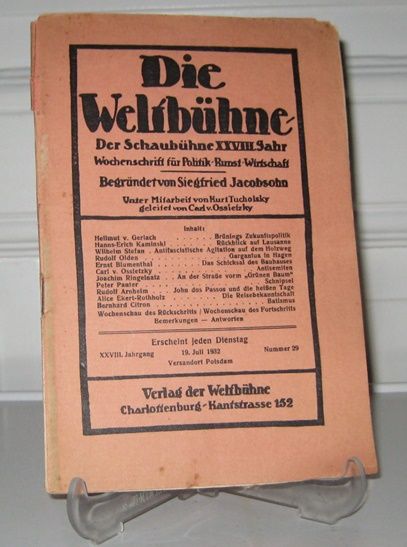 Die
Weltbühne
Der Schaubühne XXVIII. Jahr
Wochenschrift für Politik · Kunst · Wirtschaft
Begründet von Siegfried Jacobsohn
Unter Mitarbeit von Kurt Tucholsky
geleitet von Carl v. Ossietzky
Inhalt:
Hellmut v. Gerlach . . Brünings Zukunftspolitik
Hanns-Erich Kaminski . . Rückblick auf Lausanne
Wilhelm Stefan . Antifascistische Agitation auf dem Holzweg
Rudolf Olden . . Gargantua in Hagen
Ernst Blumenthal . . Das Schicksal des Bauhauses
Carl v. Ossietzky . . Antisemiten
Joachim Ringelnatz . . An der Straße vorm „Grünen Baum"
Peter Panter . . Schnipsel
Rudolf Arnheim . . John dos Passos und die heißen Tage
Alice Ekert-Rothholz . . Die Reisebekanntschaft
Bernhard Citron . . Batismus
Wochenschau des Rückschritts / Wochenschau des Fortschritts
Bemerkungen — Antworten
Erscheint jeden Dienstag
XXVIII. Jahrgang 19. Juli 1932 Nummer 29
Versandort Potsdam
Verlag der Weltbühne
Charlottenburg - Kantstrasse 152